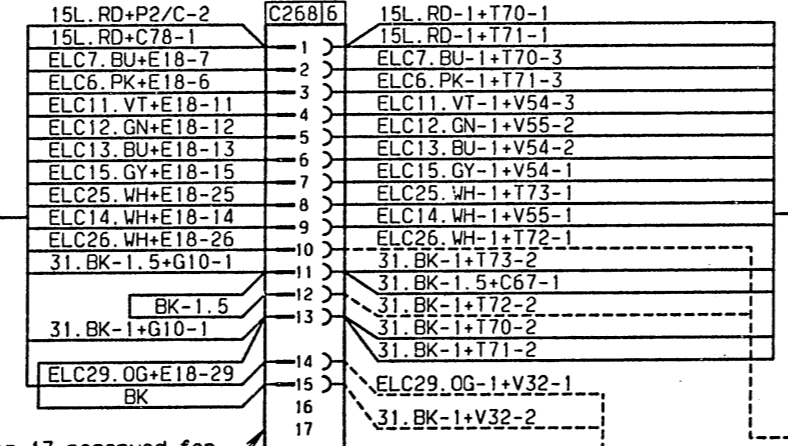 15L.RD+P2/C-2 C268 6 15L.RD-1+T70-1
15L.RD+C78-1 1 15L.RD-1+T71-1
ELC7.BU+E18-7 2 ELC7.BU-1+T70-3
ELC6.PK+E18-6 3 ELC6.PK-1+T71-3
ELC11.VT+E18-11 4 ELC11.VT-1+V54-3
ELC12.GN+E18-12 5 ELC12.GN-1+V55-2
ELC13.BU+E18-13 6 ELC13.BU-1+V54-2
ELC15.GY+E18-15 7 ELC15.GY-1+V54-1
ELC25.WH+E18-25 8 ELC25.WH-1+T73-1
ELC14.WH+E18-14 9 ELC14.WH-1+V55-1
ELC26.WH+E18-26 10 ELC26.WH-1+T72-1
31.BK-1.5+G10-1 11 31.BK-1+T73-2
31.BK-1.5+C67-1
BK-1.5 12 31.BK-1+T72-2
31.BK-1+G10-1 13 31.BK-1+T70-2
31.BK-1+T71-2
ELC29.OG+E18-29 14 ELC29.OG-1+V32-1
BK 15
16 31.BK-1+V32-2
17
17 reserved for